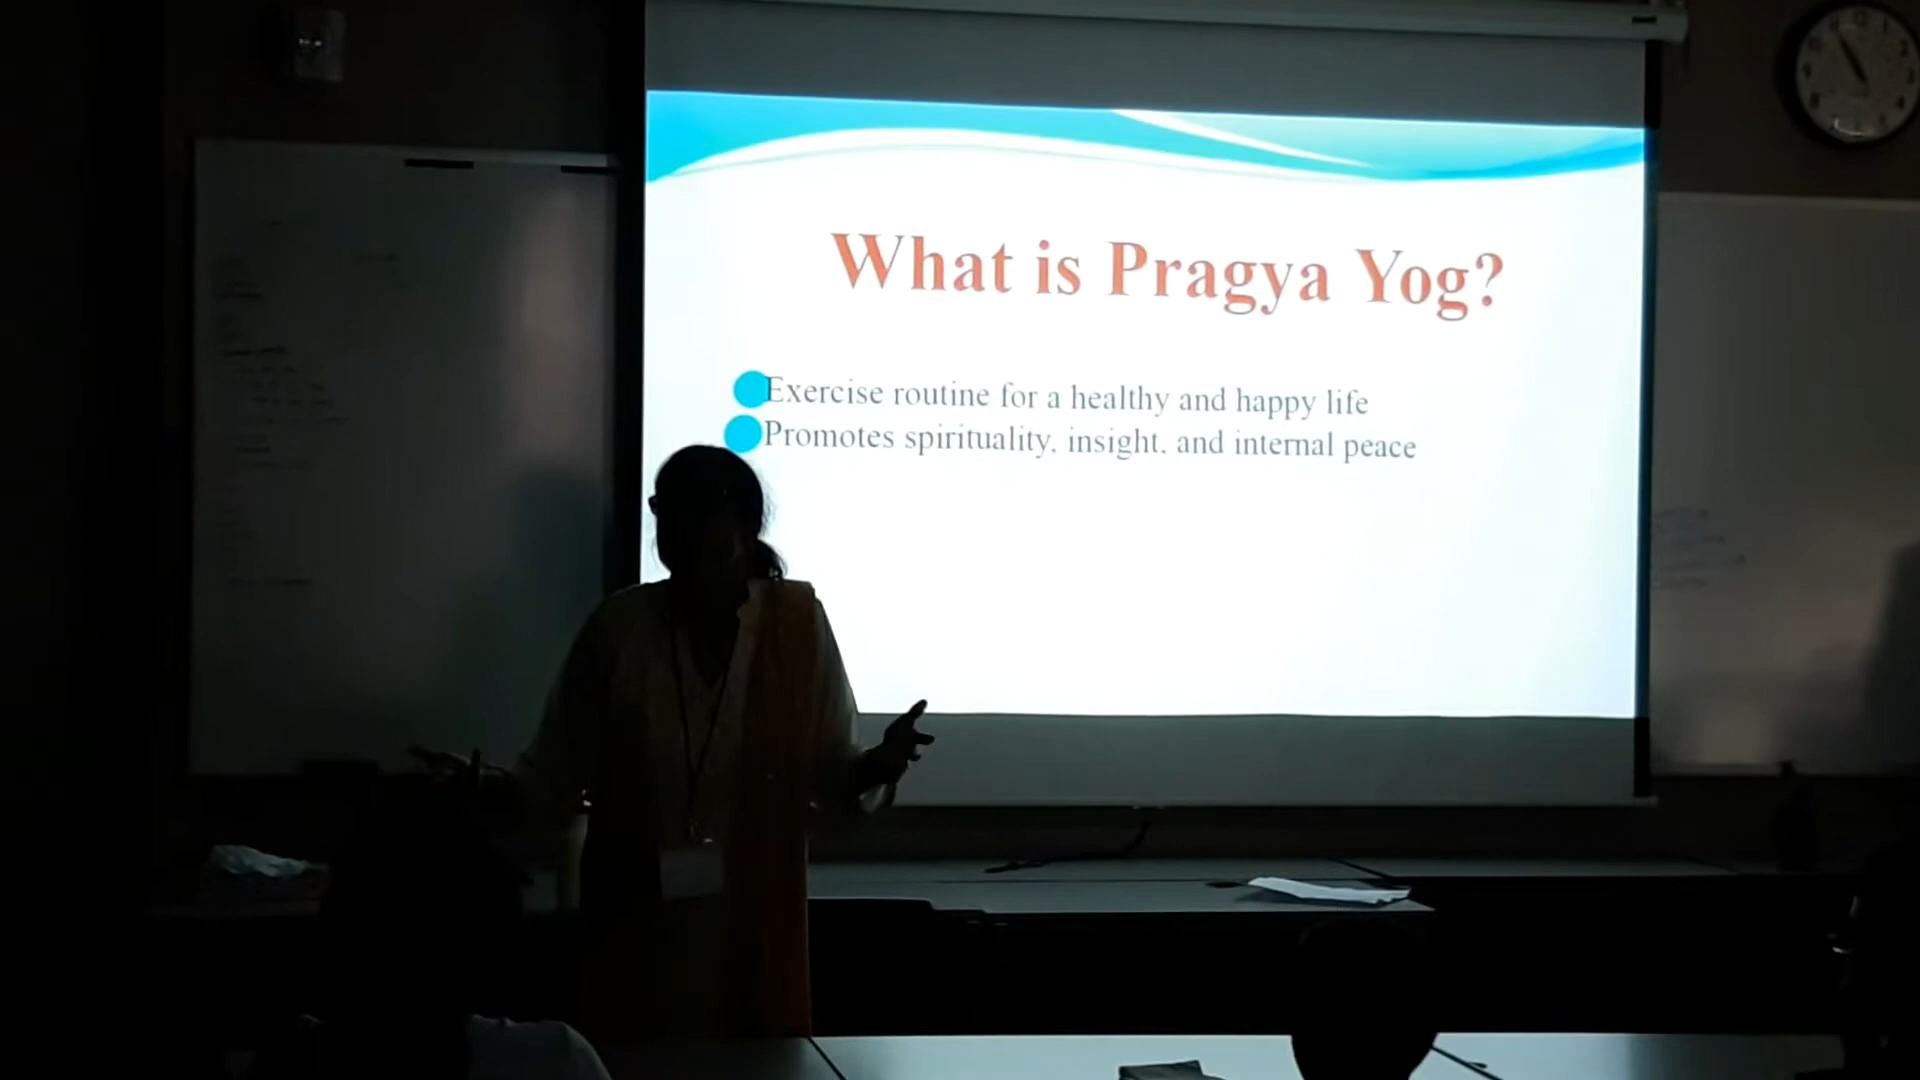 What is Pragya Yog?
Exercise routine for a healthy and happy life
Promotes spirituality, insight, and internal peace